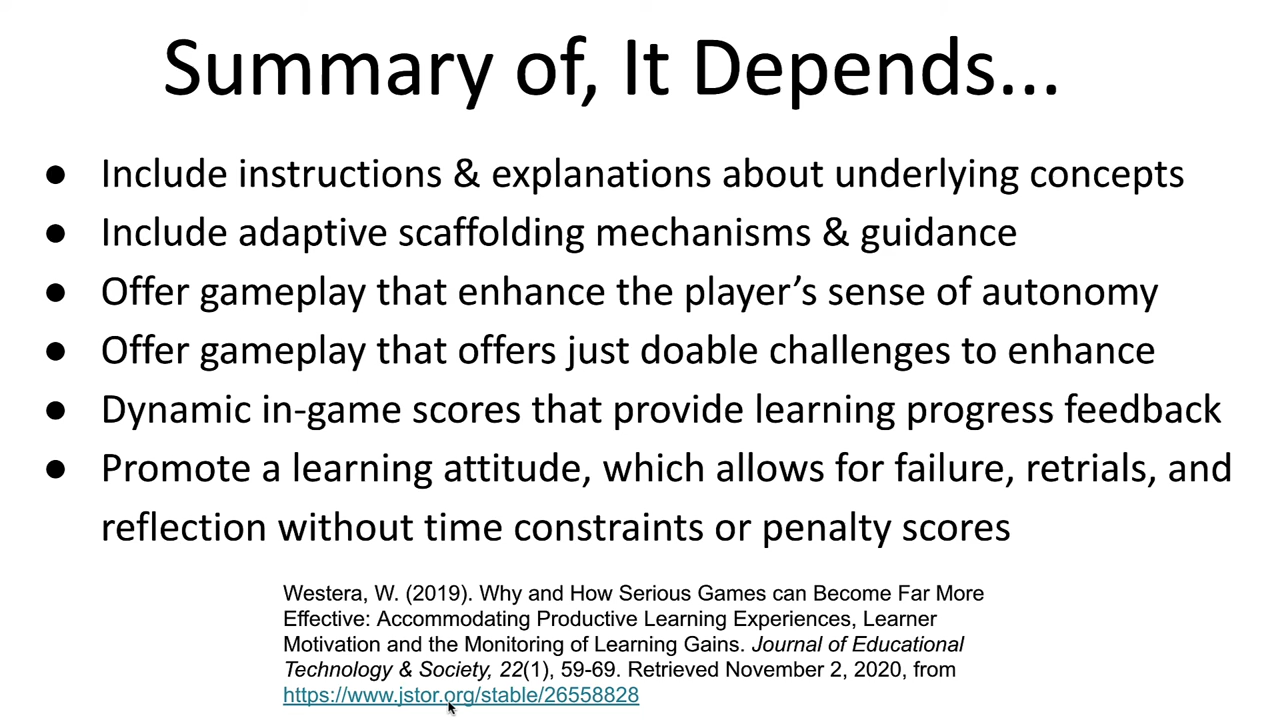 Summary of, It Depends...
● Include instructions & explanations about underlying concepts
● Include adaptive scaffolding mechanisms & guidance
● Offer gameplay that enhance the player’s sense of autonomy
● Offer gameplay that offers just doable challenges to enhance
● Dynamic in-game scores that provide learning progress feedback
● Promote a learning attitude, which allows for failure, retrials, and
reflection without time constraints or penalty scores
Westera, W. (2019). Why and How Serious Games can Become Far More
Effective: Accommodating Productive Learning Experiences, Learner
Motivation and the Monitoring of Learning Gains. Journal of Educational
Technology & Society, 22(1), 59-69. Retrieved November 2, 2020, from
https://www.jstor.org/stable/26558828